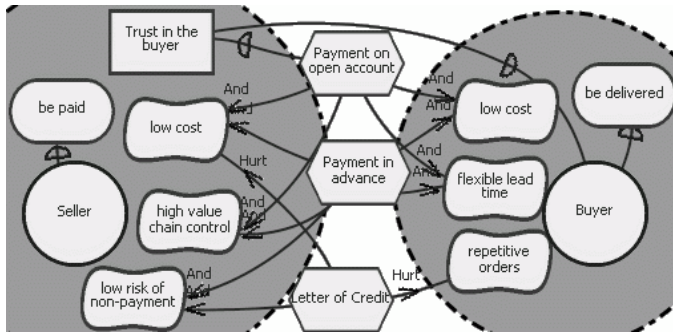 Trust in the
buyer
Payment on
open account
be paid
And
And
low cost
And
And
low cost
be delivered
Hurt
Payment in
advance
And
And
flexible lead
time
Seller
high value
chain control
And
And
Buyer
repetitive
orders
low risk of
non-payment
And
And
Letter of Credit
Hurt